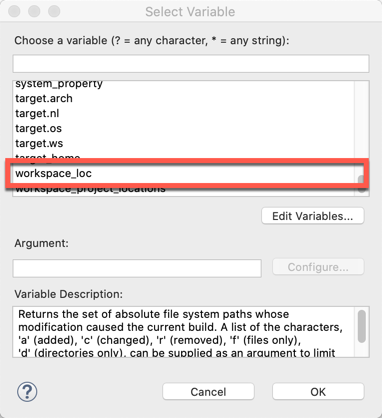 Select Variable
Choose a variable (? = any character, * = any string):
system_property
target.arch
target.nl
target.os
target.ws
target_home
workspace_loc
workspace_project_locations
Edit Variables...
Argument:
Configure...
Variable Description:
Returns the set of absolute file system paths whose
modification caused the current build. A list of the characters,
'a' (added), 'c' (changed), 'r' (removed), 'f' (files only),
'd' (directories only), can be supplied as an argument to limit
?
Cancel
OK